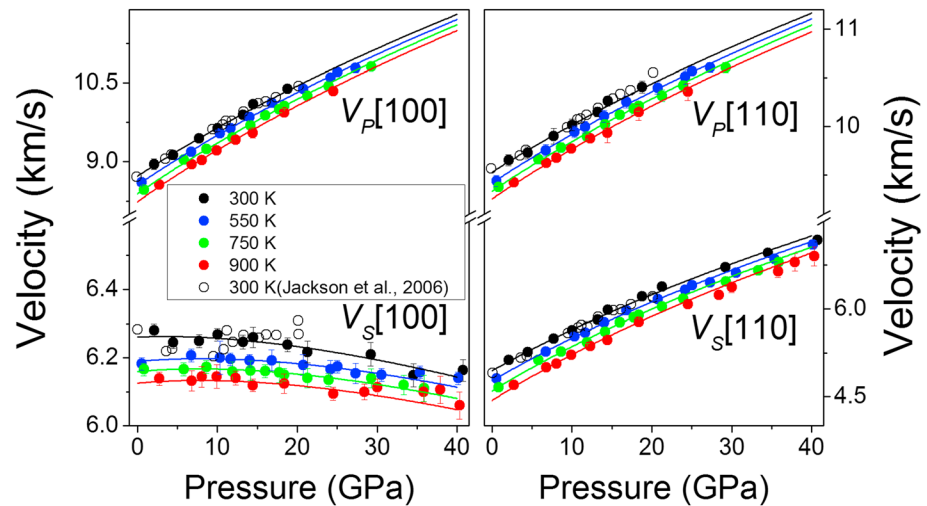 Velocity (km/s)
10.5
9.0
6.4
6.2
6.0
V_P[100]
300 K
550 K
750 K
900 K
300 K(Jackson et al., 2006)
V_S[100]
0 10 20 30 40
Pressure (GPa)
V_P[110]
V_S[110]
0 10 20 30 40
Pressure (GPa)
11
10
6.0
4.5
Velocity (km/s)